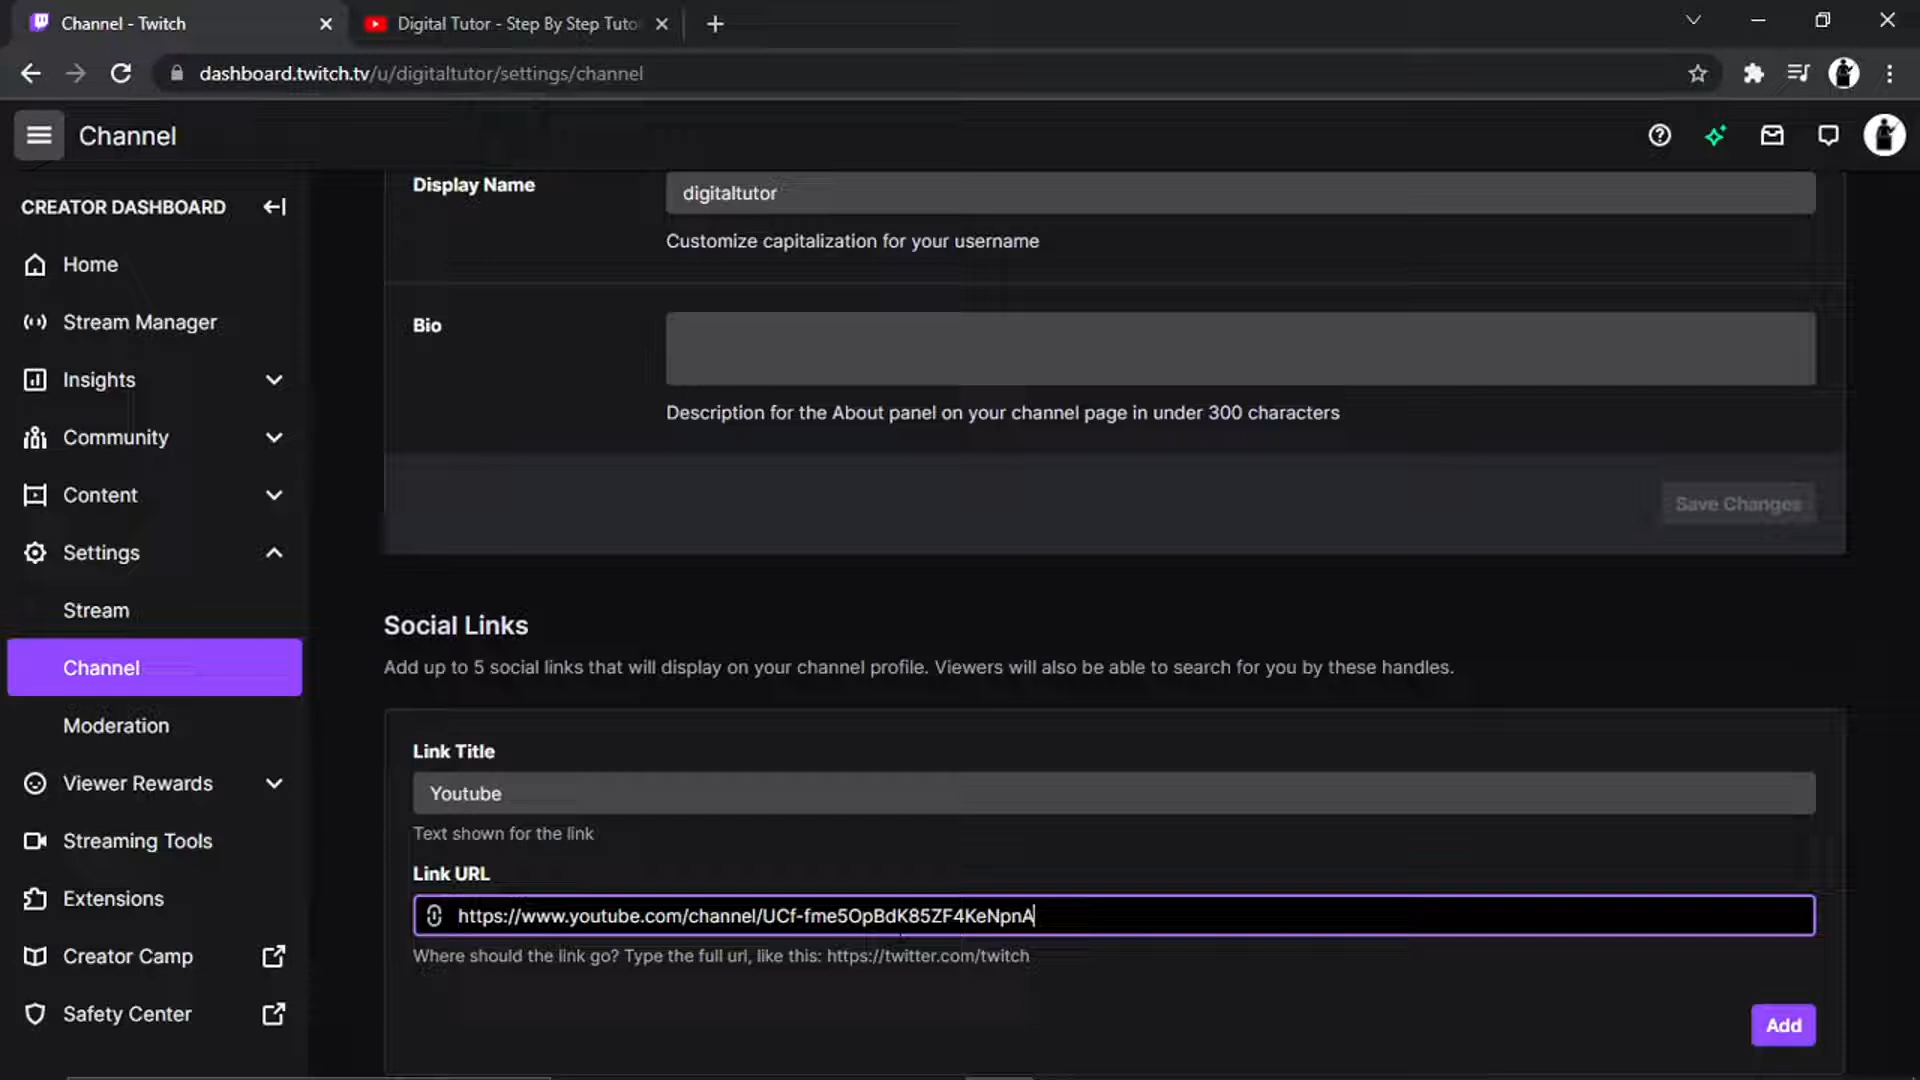 Channel - Twitch
Digital Tutor - Step By Step Tuto
dashboard.twitch.tv/u/digitaltutor/settings/channel
Channel
CREATOR DASHBOARD
Home
Stream Manager
Insights
Community
Content
Settings
Stream
Channel
Moderation
Viewer Rewards
Streaming Tools
Extensions
Creator Camp
Safety Center
Display Name
digitaltutor
Customize capitalization for your username
Bio
Description for the About panel on your channel page in under 300 characters
Save Changes
Social Links
Add up to 5 social links that will display on your channel profile. Viewers will also be able to search for you by these handles.
Link Title
Youtube
Text shown for the link
Link URL
https://www.youtube.com/channel/UCf-fme5OpBdK85ZF4KeNpnA
Where should the link go? Type the full url, like this: https://twitter.com/twitch
Add